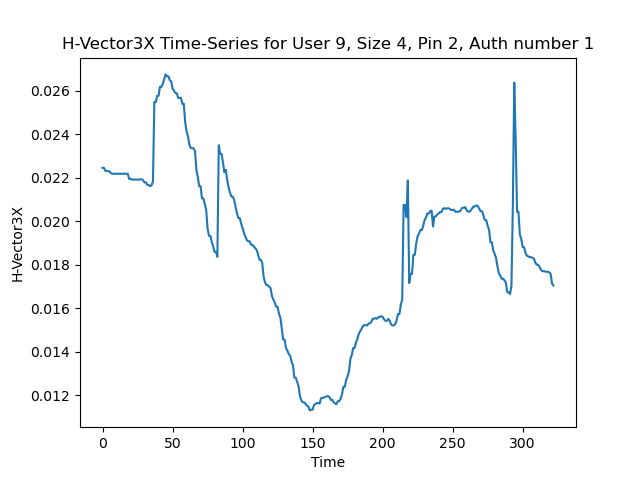 H-Vector3X Time-Series for User 9, Size 4, Pin 2, Auth number 1
H-Vector3X
0.026
0.024
0.022
0.020
0.018
0.016
0.014
0.012
0 50 100 150 200 250 300
Time